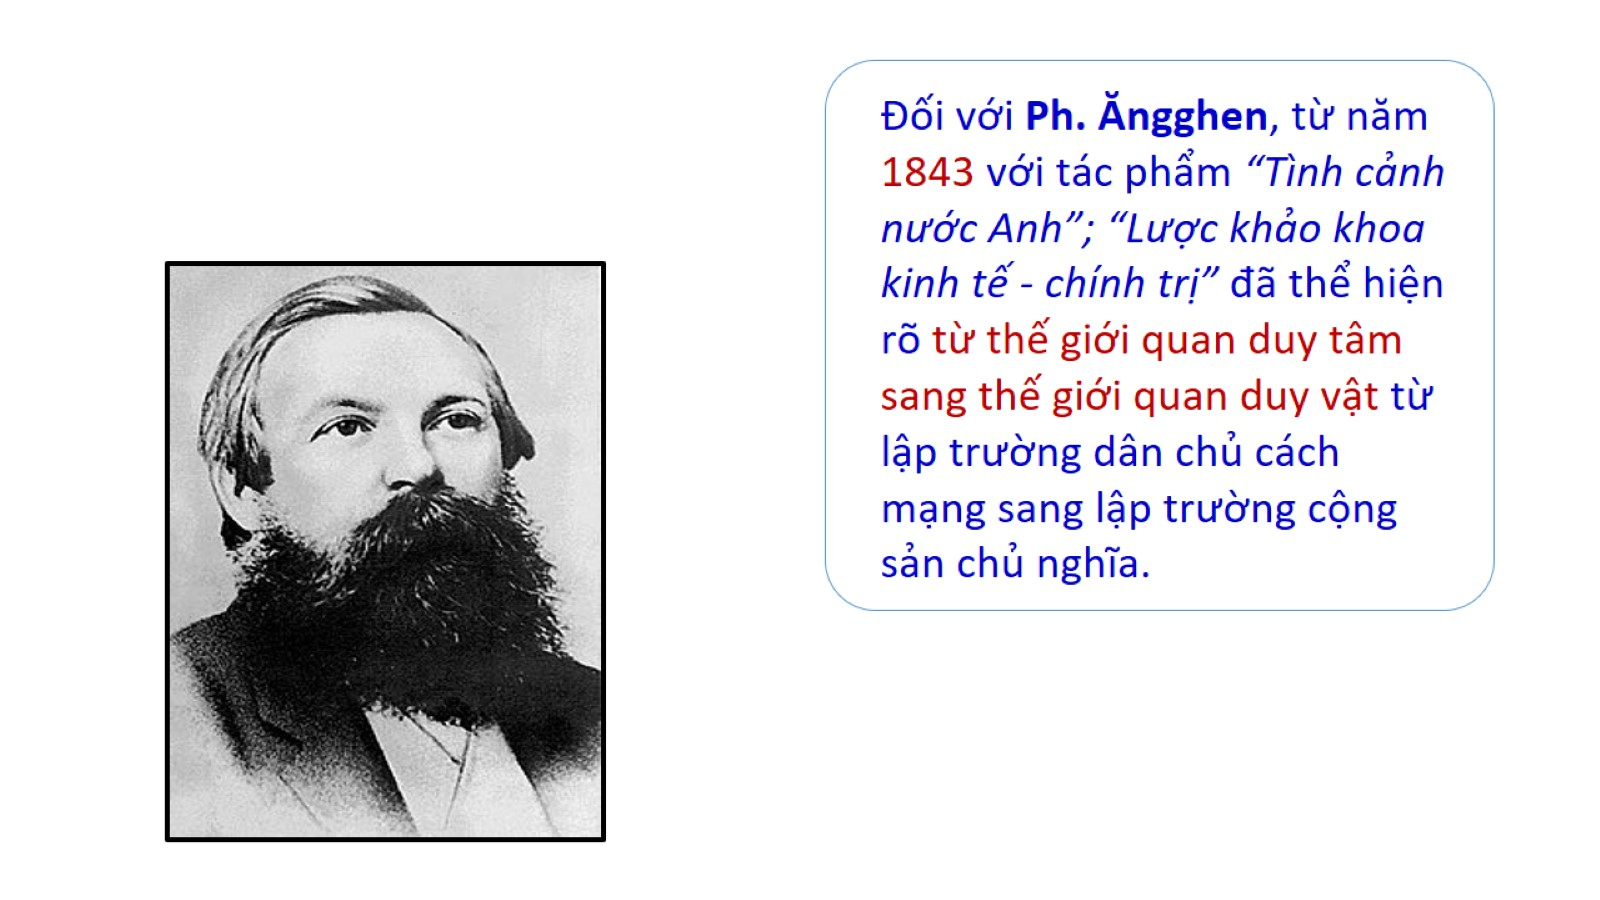 Đối với Ph. Ăngghen, từ năm
1843 với tác phẩm “Tình cảnh
nước Anh”; “Lược khảo khoa
kinh tế - chính trị” đã thể hiện
rõ từ thế giới quan duy tâm
sang thế giới quan duy vật từ
lập trường dân chủ cách
mạng sang lập trường cộng
sản chủ nghĩa.